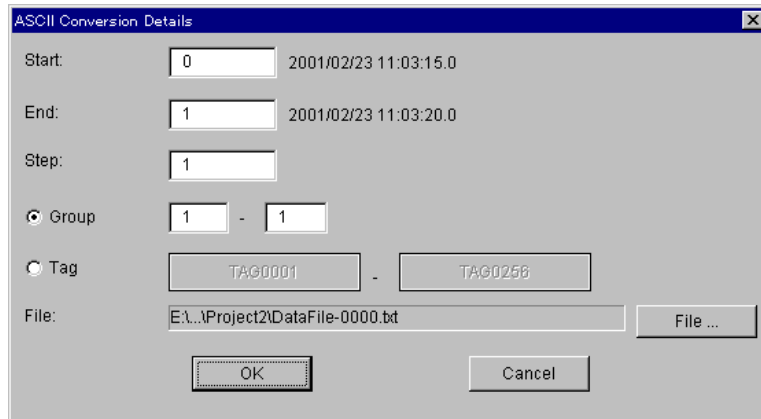 ASCII Conversion Details
Start: 0 2001/02/23 11:03:15.0
End: 1 2001/02/23 11:03:20.0
Step: 1
Group 1 - 1
Tag TAG0001 - TAG0256
File: E:\...\Project2\DataFile-0000.txt File ...
OK Cancel